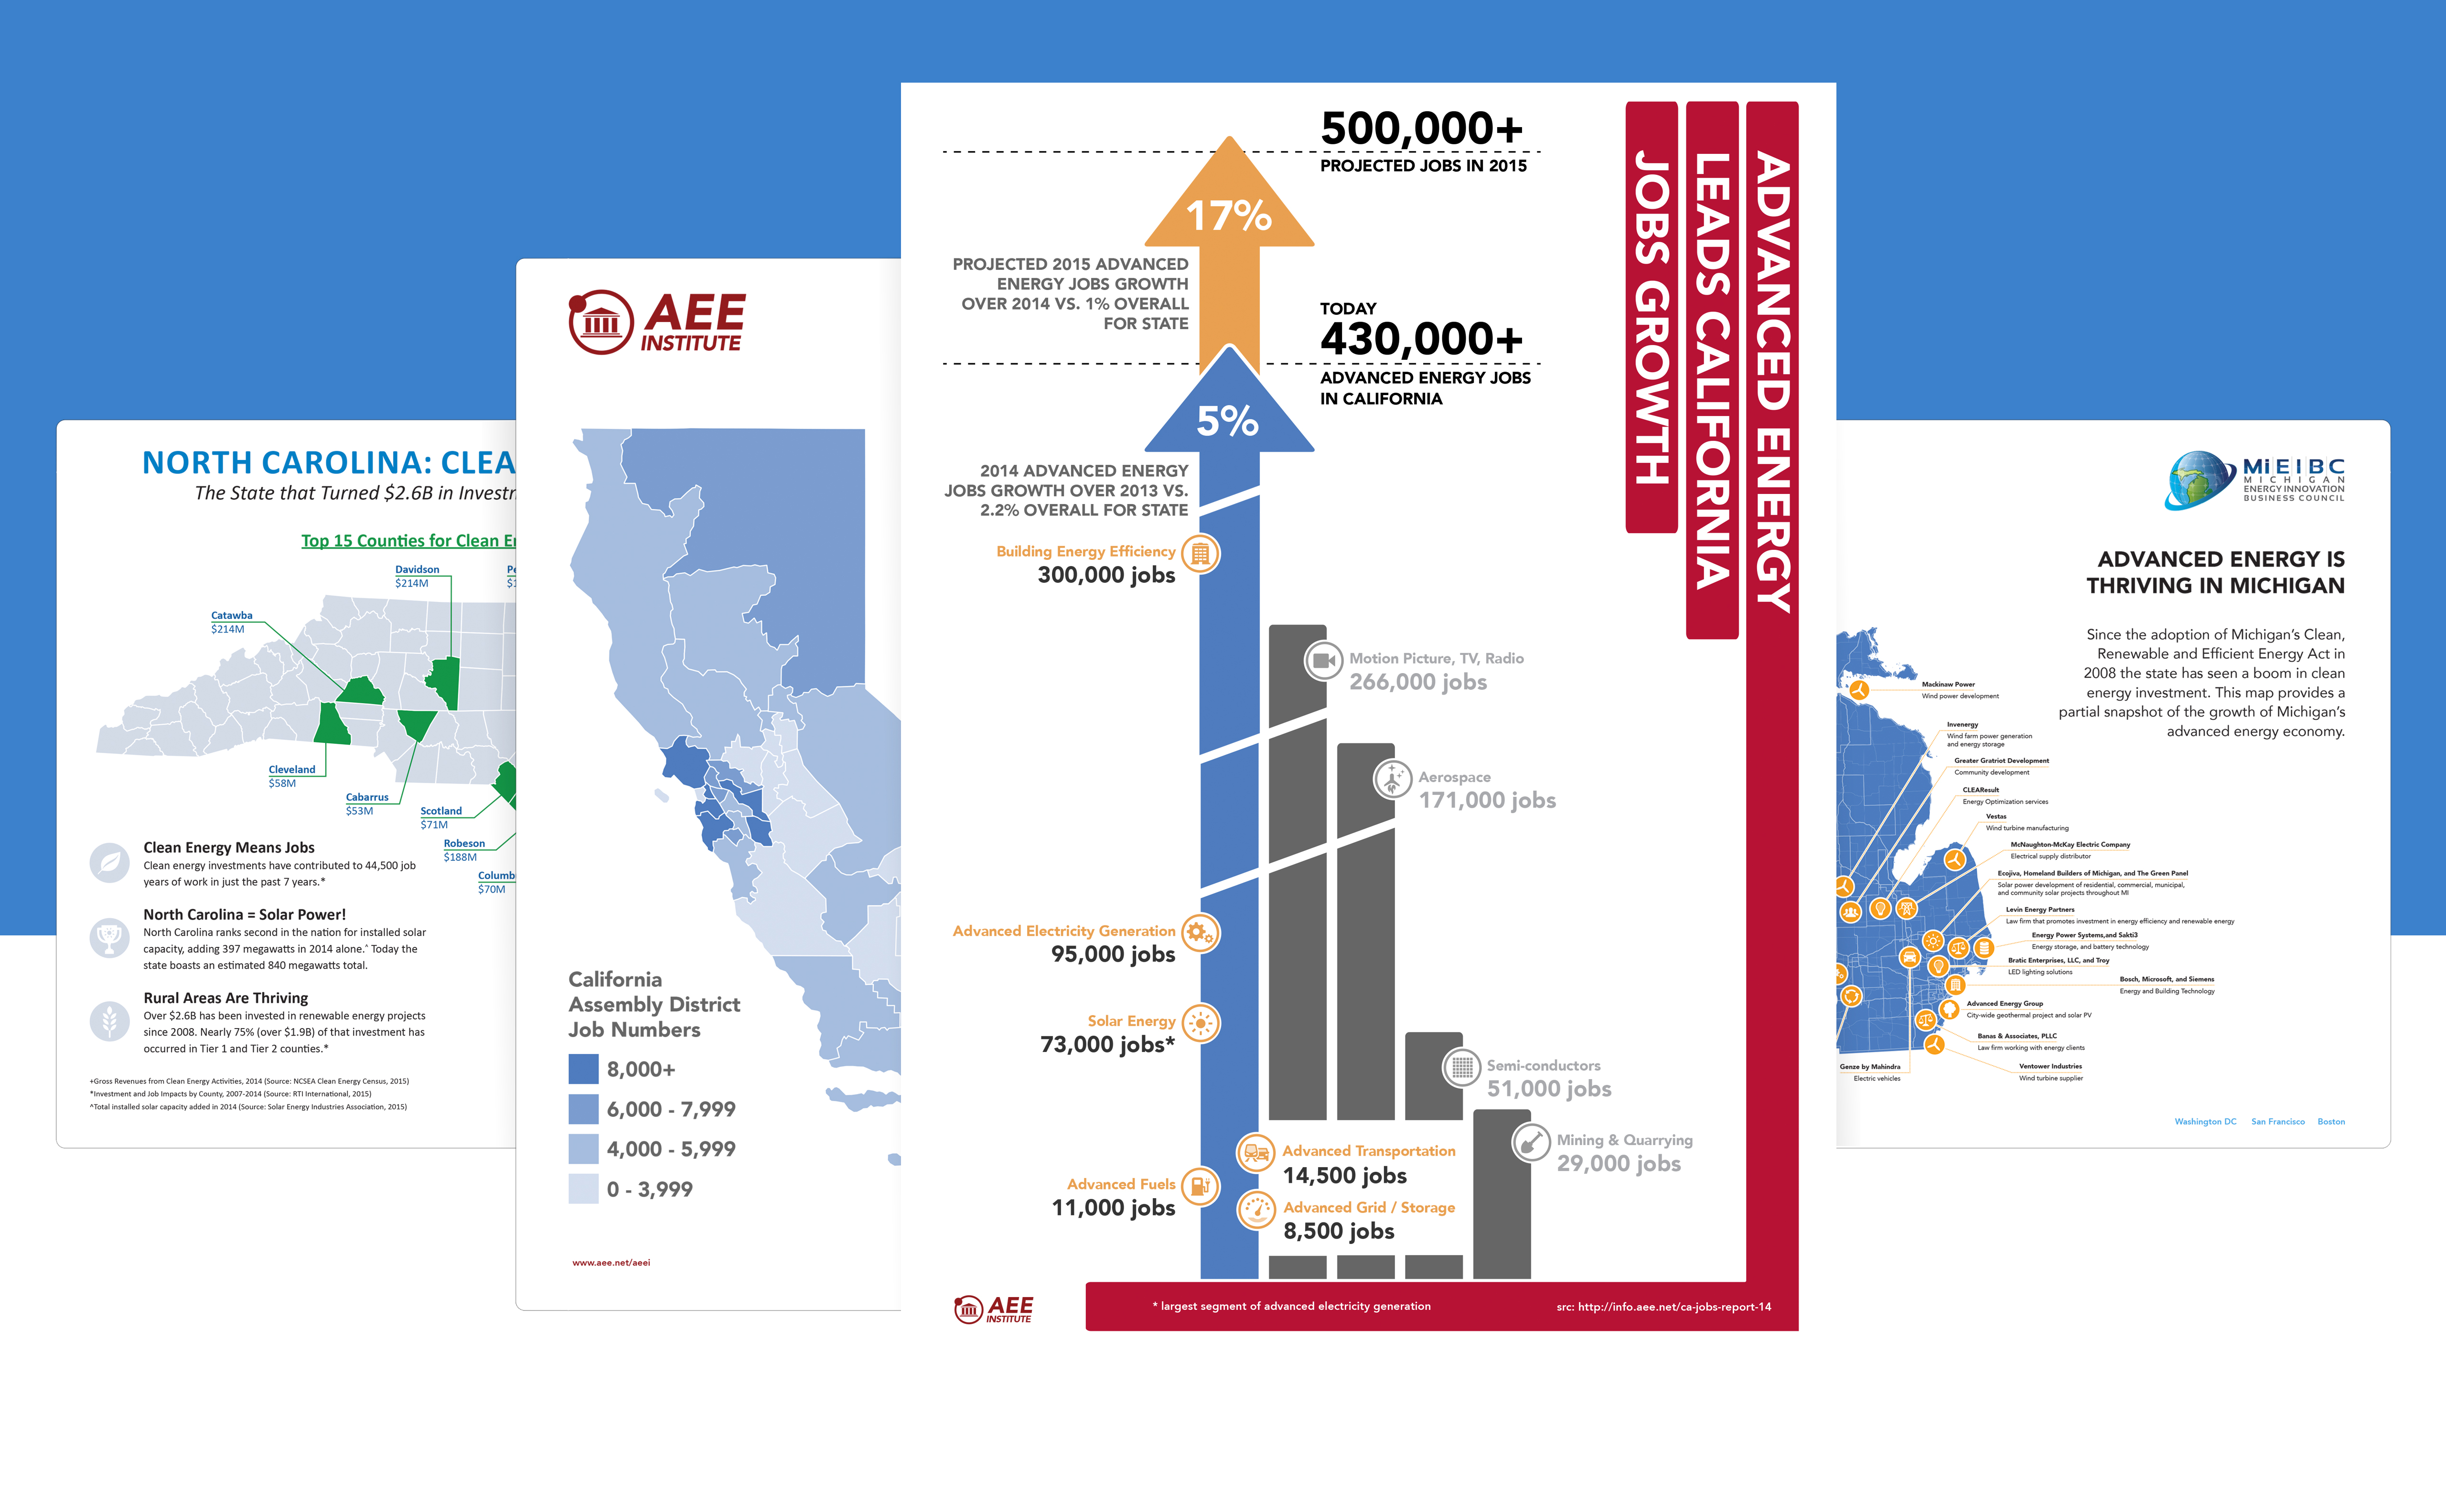 NORTH CAROLINA: CLEA
The State that Turned $2.6B in Invest
Top 15 Counties for Clean
Davidson
$214M
Catawba
$214M
Cleveland
$58M
Cabarrus
$53M
Scotland
$71M
Robeson
$188M
Columb
$70M
Clean Energy Means Jobs
Clean energy investments have contributed to 44,500 job
years of work in just the past 7 years.*
North Carolina = Solar Power!
North Carolina ranks second in the nation for installed solar
capacity, adding 397 megawatts in 2014 alone.^ Today the
state boasts an estimated 840 megawatts total.
Rural Areas Are Thriving
Over $2.6B has been invested in renewable energy projects
since 2008. Nearly 75% (over $1.9B) of that investment has
occurred in Tier 1 and Tier 2 counties.*
+Gross Revenues from Clean Energy Activities, 2014 (Source: NCSEA Clean Energy Census, 2015)
*Investment and Job Impacts by County, 2007-2014 (Source: RTI International, 2015)
^Total installed solar capacity added in 2014 (Source: Solar Energy Industries Association, 2015)
AEE
INSTITUTE
California
Assembly District
Job Numbers
8,000+
6,000 - 7,999
4,000 - 5,999
0 - 3,999
www.aee.net/aeei
ADVANCED ENERGY
LEADS CALIFORNIA
JOBS GROWTH
500,000+
PROJECTED JOBS IN 2015
17%
PROJECTED 2015 ADVANCED
ENERGY JOBS GROWTH
OVER 2014 VS. 1% OVERALL
FOR STATE
TODAY
430,000+
ADVANCED ENERGY JOBS
IN CALIFORNIA
5%
2014 ADVANCED ENERGY
JOBS GROWTH OVER 2013 VS.
2.2% OVERALL FOR STATE
Building Energy Efficiency
300,000 jobs
Motion Picture, TV, Radio
266,000 jobs
Aerospace
171,000 jobs
Advanced Electricity Generation
95,000 jobs
Solar Energy
73,000 jobs*
Semi-conductors
51,000 jobs
Mining & Quarrying
29,000 jobs
Advanced Transportation
14,500 jobs
Advanced Fuels
11,000 jobs
Advanced Grid / Storage
8,500 jobs
AEE
INSTITUTE
* largest segment of advanced electricity generation
src: http://info.aee.net/ca-jobs-report-14
MiEIBC
MICHIGAN
ENERGY INNOVATION
BUSINESS COUNCIL
ADVANCED ENERGY IS
THRIVING IN MICHIGAN
Since the adoption of Michigan's Clean,
Renewable and Efficient Energy Act in
2008 the state has seen a boom in clean
energy investment. This map provides a
partial snapshot of the growth of Michigan's
advanced energy economy.
Mackinaw Power
Wind power development
Invenergy
Wind farm power generation
and energy storage
Greater Gratriot Development
Community development
CLEAResult
Energy Optimization services
Vestas
Wind turbine manufacturing
McNaughton-McKay Electric Company
Electrical supply distributor
Ecojiva, Homeland Builders of Michigan, and The Green Panel
Solar power development of residential, commercial, municipal,
and community solar projects throughout MI
Levin Energy Partners
Law firm that promotes investment in energy efficiency and renewable energy
Energy Power Systems,and Sakti3
Energy storage, and battery technology
Bratic Enterprises, LLC, and Troy
LED lighting solutions
Bosch, Microsoft, and Siemens
Energy and Building Technology
Advanced Energy Group
City-wide geothermal project and solar PV
Banas & Associates, PLLC
Law firm working with energy clients
Genze by Mahindra
Electric vehicles
Ventower Industries
Wind turbine supplier
Washington DC San Francisco Boston